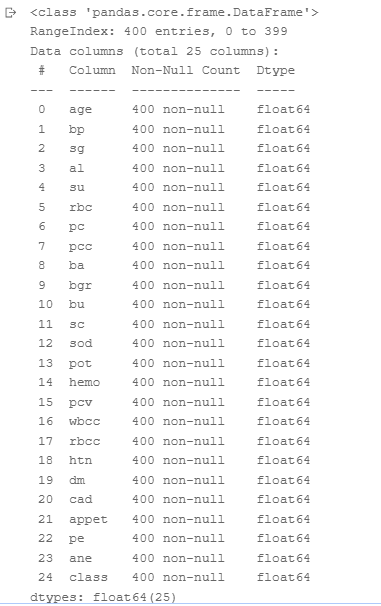 <class 'pandas.core.frame.DataFrame'>
RangeIndex: 400 entries, 0 to 399
Data columns (total 25 columns):
 #   Column  Non-Null Count  Dtype
---  ------  --------------  -----
 0   age     400 non-null    float64
 1   bp      400 non-null    float64
 2   sg      400 non-null    float64
 3   al      400 non-null    float64
 4   su      400 non-null    float64
 5   rbc     400 non-null    float64
 6   pc      400 non-null    float64
 7   pcc     400 non-null    float64
 8   ba      400 non-null    float64
 9   bgr     400 non-null    float64
 10  bu      400 non-null    float64
 11  sc      400 non-null    float64
 12  sod     400 non-null    float64
 13  pot     400 non-null    float64
 14  hemo    400 non-null    float64
 15  pcv     400 non-null    float64
 16  wbcc    400 non-null    float64
 17  rbcc    400 non-null    float64
 18  htn     400 non-null    float64
 19  dm      400 non-null    float64
 20  cad     400 non-null    float64
 21  appet   400 non-null    float64
 22  pe      400 non-null    float64
 23  ane     400 non-null    float64
 24  class   400 non-null    float64
dtypes: float64(25)